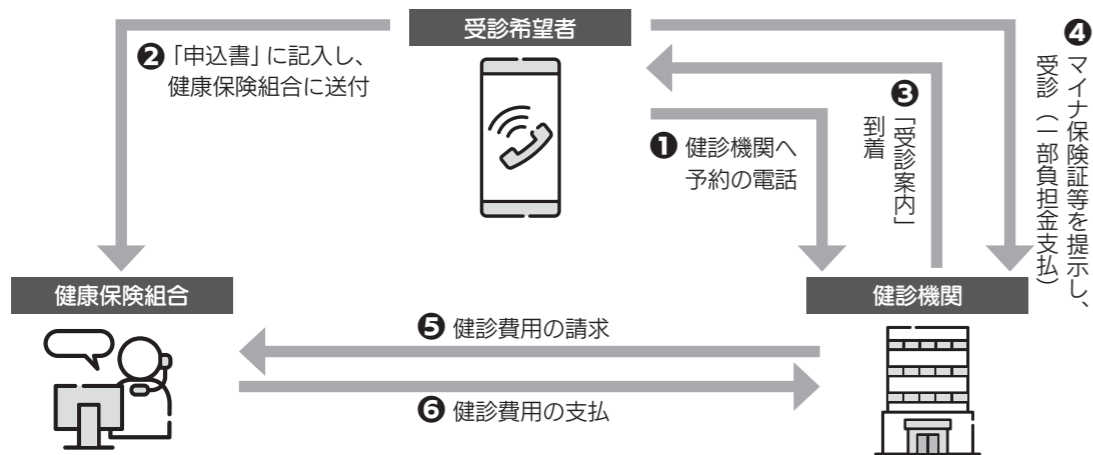 受診希望者
❶ 健診機関へ
予約の電話
❷「申込書」に記入し、
健康保険組合に送付
❸「受診案内」
到着
❹ マイナ保険証等を提示し、
受診（一部負担金支払）
健康保険組合
健診機関
❺ 健診費用の請求
❻ 健診費用の支払